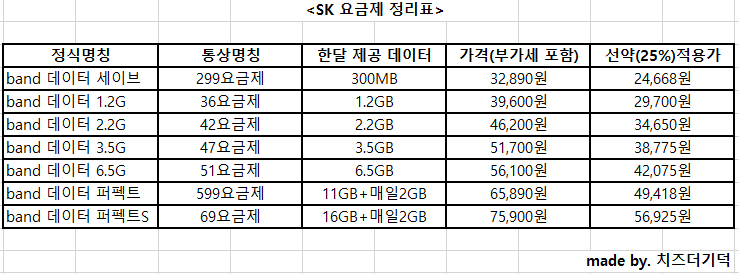 <SK 요금제 정리표>
정식명칭 통상명칭 한달 제공 데이터 가격(부가세 포함) 선약(25%)적용가
band 데이터 세이브 299요금제 300MB 32,890원 24,668원
band 데이터 1.2G 36요금제 1.2GB 39,600원 29,700원
band 데이터 2.2G 42요금제 2.2GB 46,200원 34,650원
band 데이터 3.5G 47요금제 3.5GB 51,700원 38,775원
band 데이터 6.5G 51요금제 6.5GB 56,100원 42,075원
band 데이터 퍼펙트 599요금제 11GB+매일2GB 65,890원 49,418원
band 데이터 퍼펙트S 69요금제 16GB+매일2GB 75,900원 56,925원
made by. 치즈더기덕